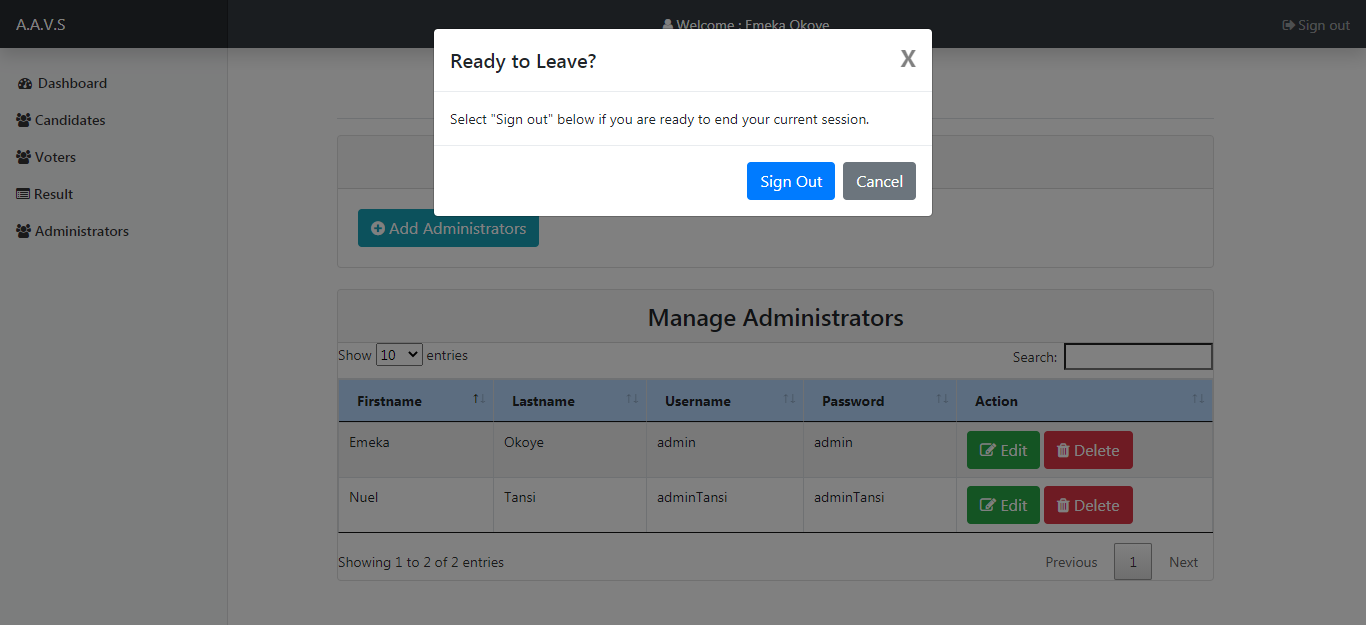 A.A.V.S
Welcome : Emeka Okoye
Sign out
Dashboard
Candidates
Voters
Result
Administrators
Ready to Leave?
X
Select "Sign out" below if you are ready to end your current session.
Sign Out Cancel
Add Administrators
Manage Administrators
Show 10 entries
Search:
Firstname Lastname Username Password Action
Emeka Okoye admin admin Edit Delete
Nuel Tansi adminTansi adminTansi Edit Delete
Showing 1 to 2 of 2 entries
Previous 1 Next